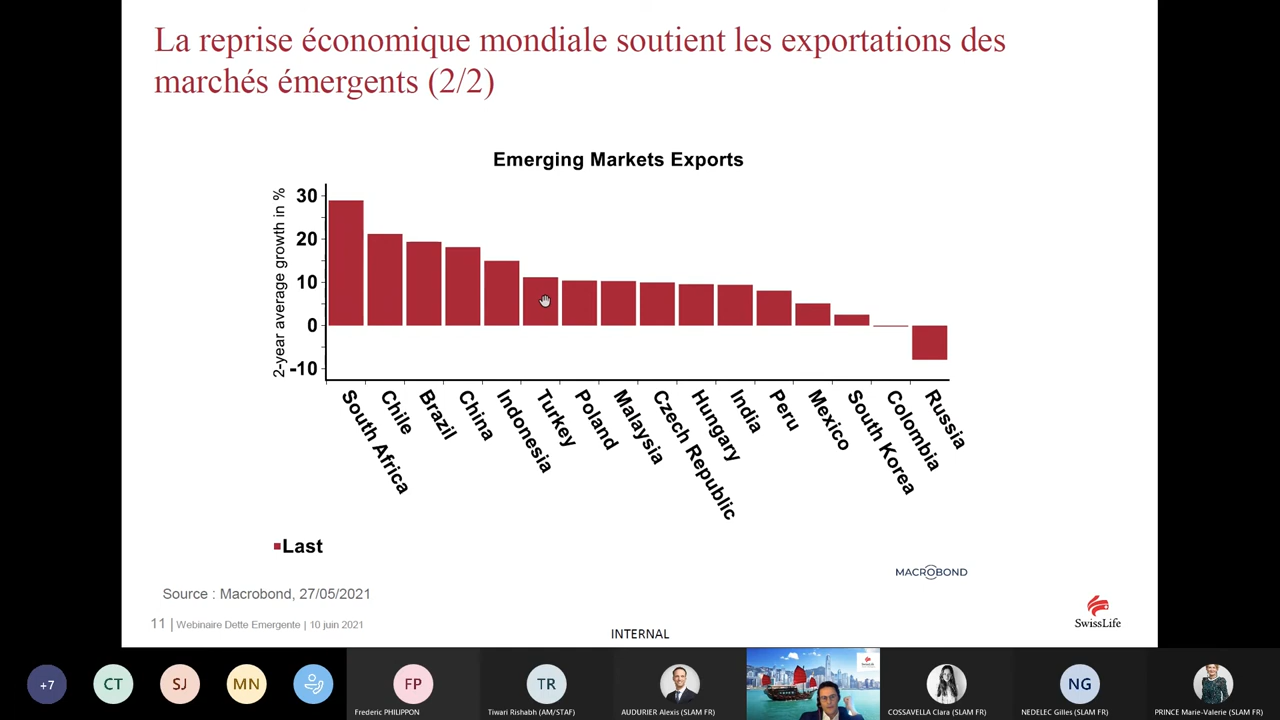 La reprise économique mondiale soutient les exportations des
marchés émergents (2/2)
Emerging Markets Exports
2-year average growth in %
30
20
10
0
-10
South Africa
Chile
Brazil
China
Indonesia
Turkey
Poland
Malaysia
Czech Republic
Hungary
India
Peru
Mexico
South Korea
Colombia
Russia
Last
MACROBOND
Source : Macrobond, 27/05/2021
11 | Webinaire Dette Emergente | 10 juin 2021
SwissLife
INTERNAL
+7
CT
SJ
MN
FP
TR
NG
SwissLife
Frederic PHILIPPON
Tiwari Rishabh (AM/STAF)
AUDURIER Alexis (SLAM FR)
COSSAVELLA Clara (SLAM FR)
NEDELEC Gilles (SLAM FR)
PRINCE Marie-Valerie (SLAM FR)